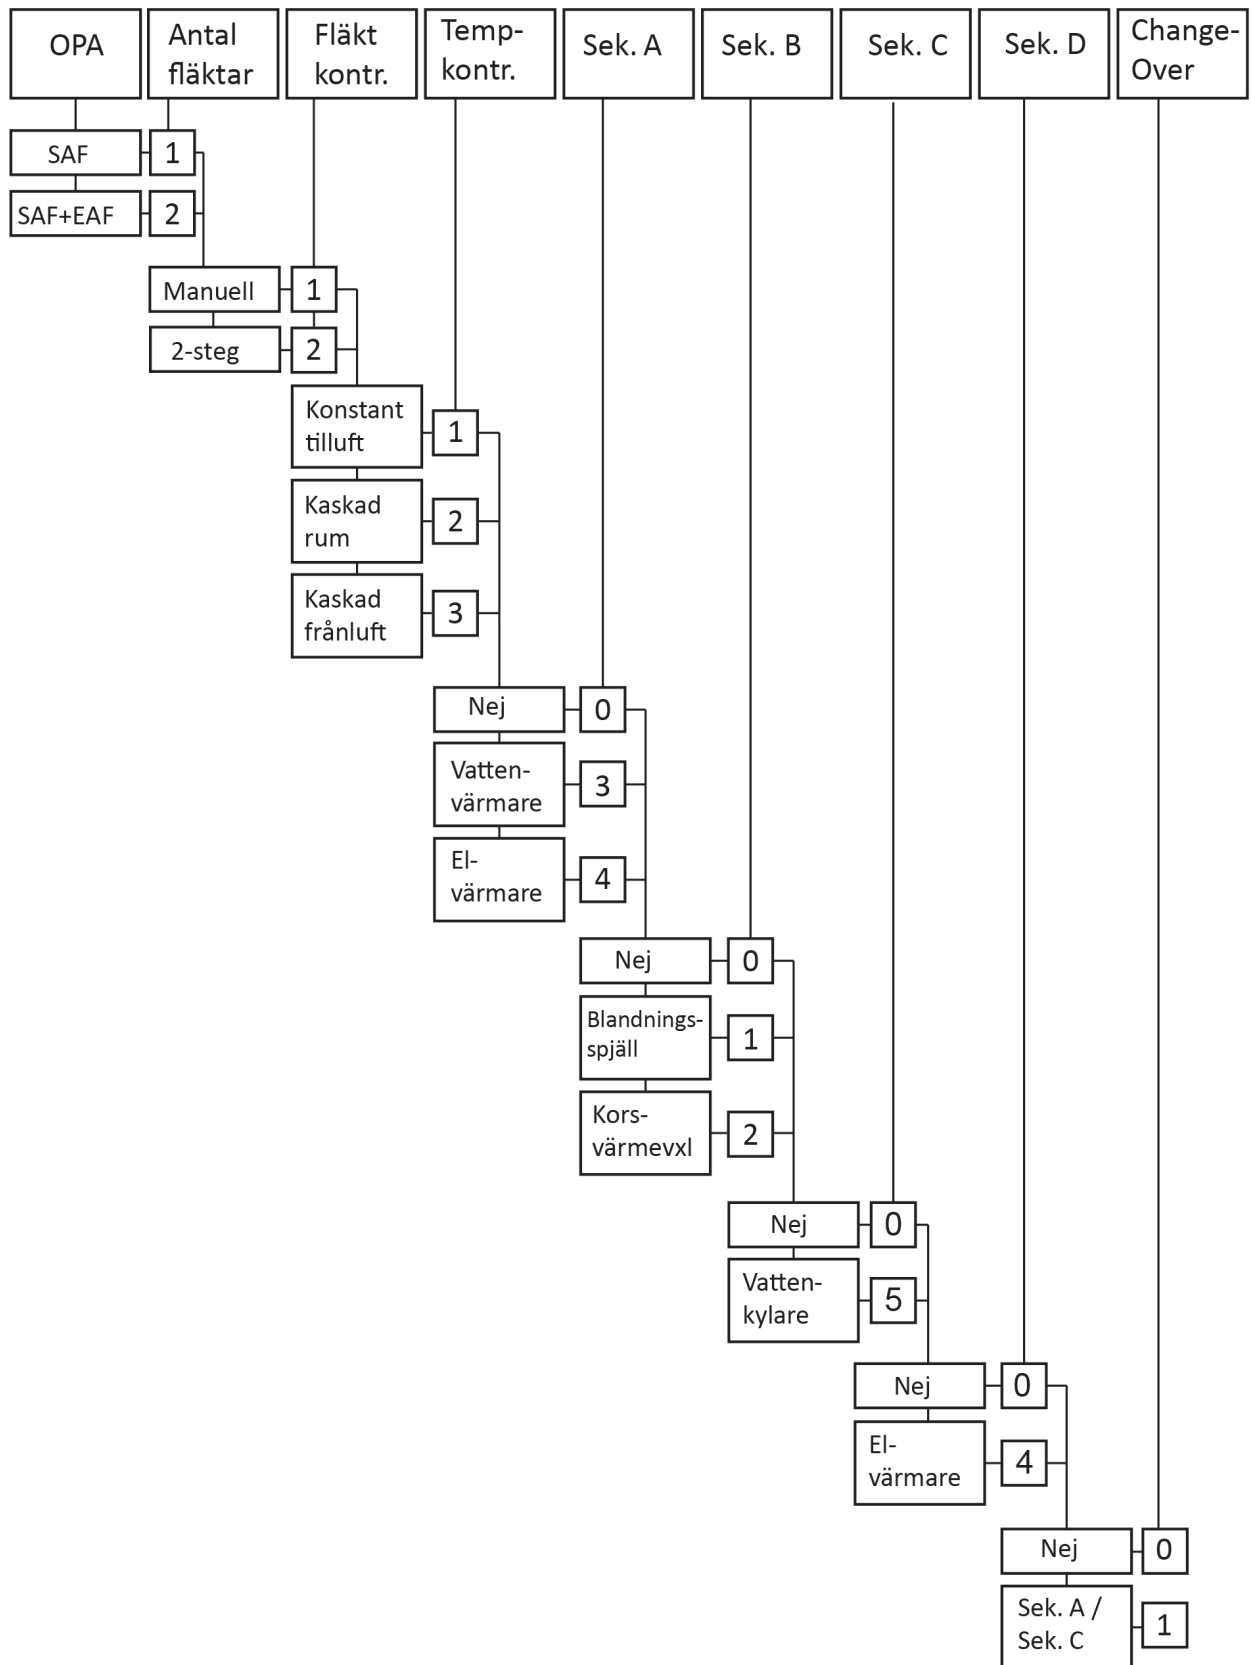 OPA
Antal
fläktar
Fläkt
kontr.
Temp-
kontr.
Sek. A
Sek. B
Sek. C
Sek. D
Change-
Over
SAF
1
SAF+EAF
2
Manuell
1
2-steg
2
Konstant
tilluft
1
Kaskad
rum
2
Kaskad
frånluft
3
Nej
0
Vatten-
värmare
3
El-
värmare
4
Nej
0
Blandnings-
spjäll
1
Kors-
värmevxl
2
Nej
0
Vatten-
kylare
5
Nej
0
El-
värmare
4
Nej
0
Sek. A /
Sek. C
1